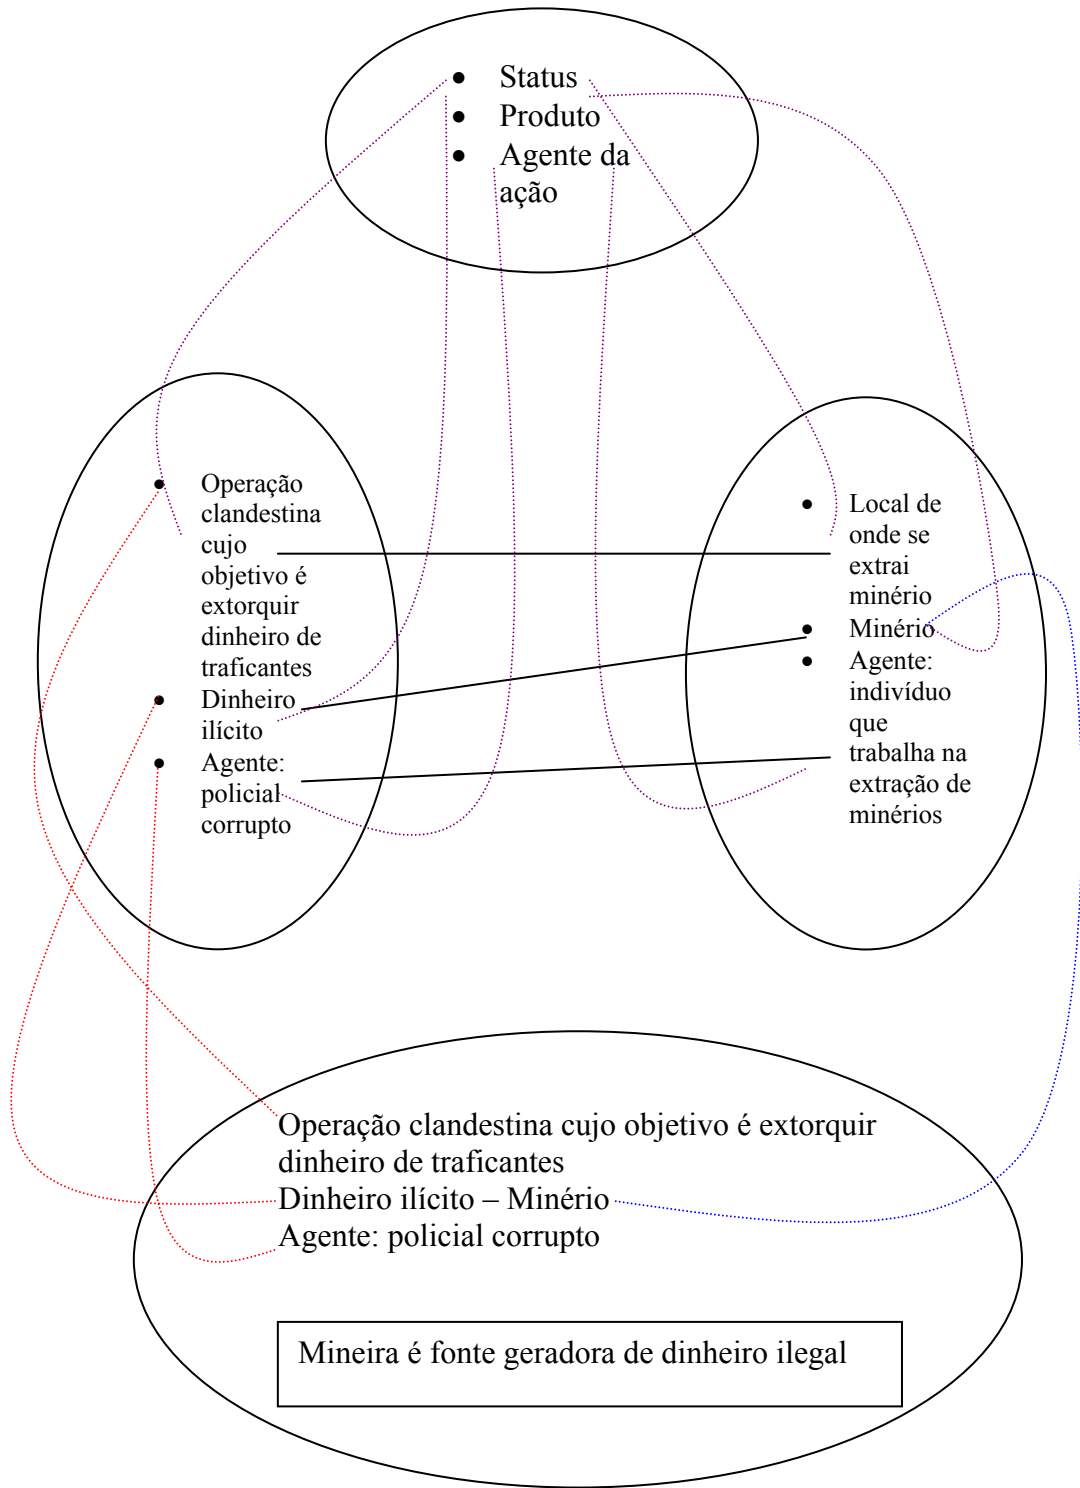 • Status
• Produto
• Agente da
ação
• Operação
clandestina
cujo
objetivo é
extorquir
dinheiro de
traficantes
• Dinheiro
ilícito
• Agente:
policial
corrupto
• Local de
onde se
extrai
minério
• Minério
• Agente:
indivíduo
que
trabalha na
extração de
minérios
Operação clandestina cujo objetivo é extorquir
dinheiro de traficantes
Dinheiro ilícito – Minério
Agente: policial corrupto
Mineira é fonte geradora de dinheiro ilegal